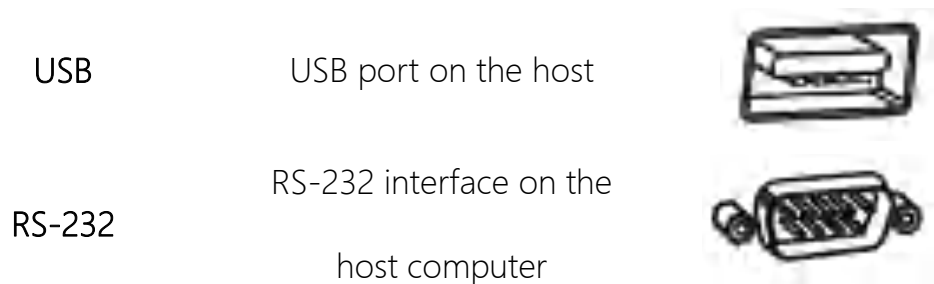 USB
USB port on the host
RS-232
RS-232 interface on the
host computer